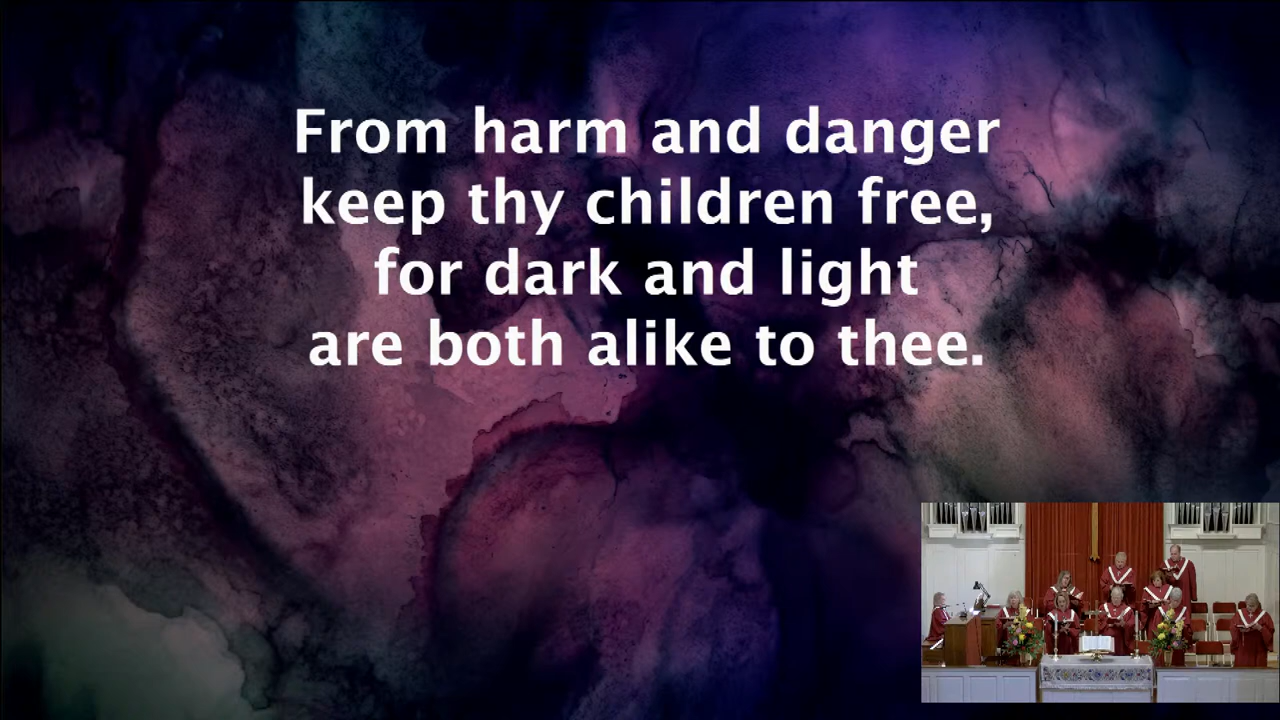 From harm and danger
keep thy children free,
for dark and light
are both alike to thee.